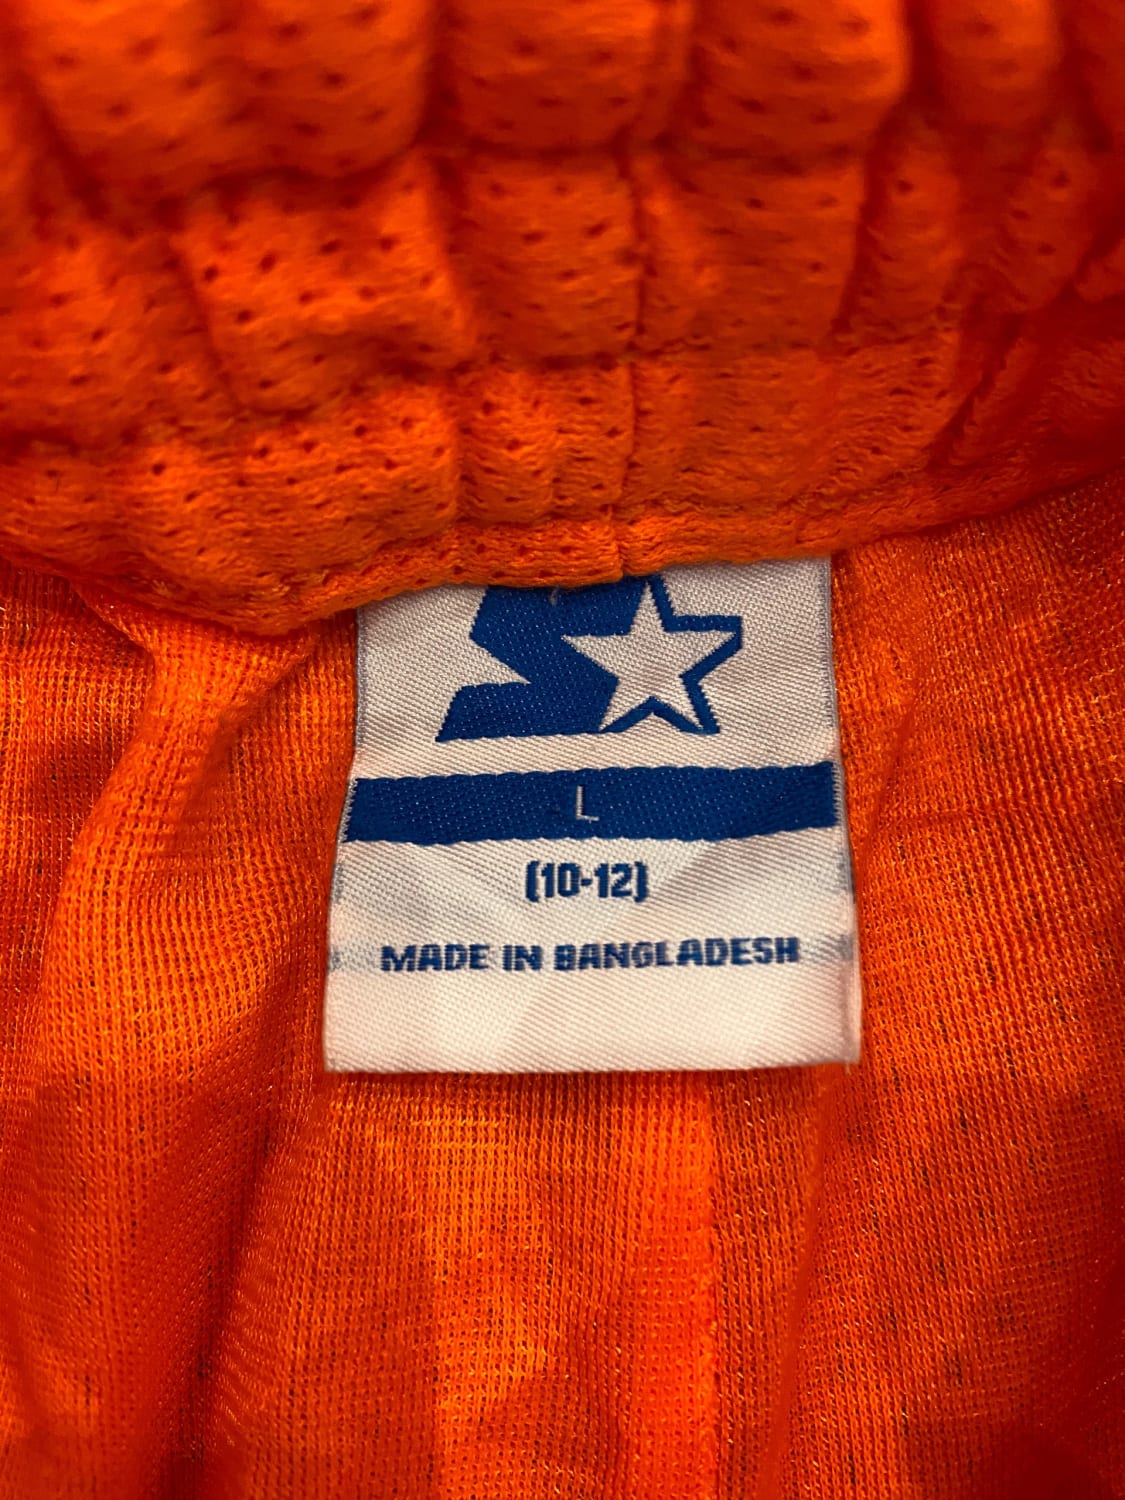 L
(10-12)
MADE IN BANGLADESH